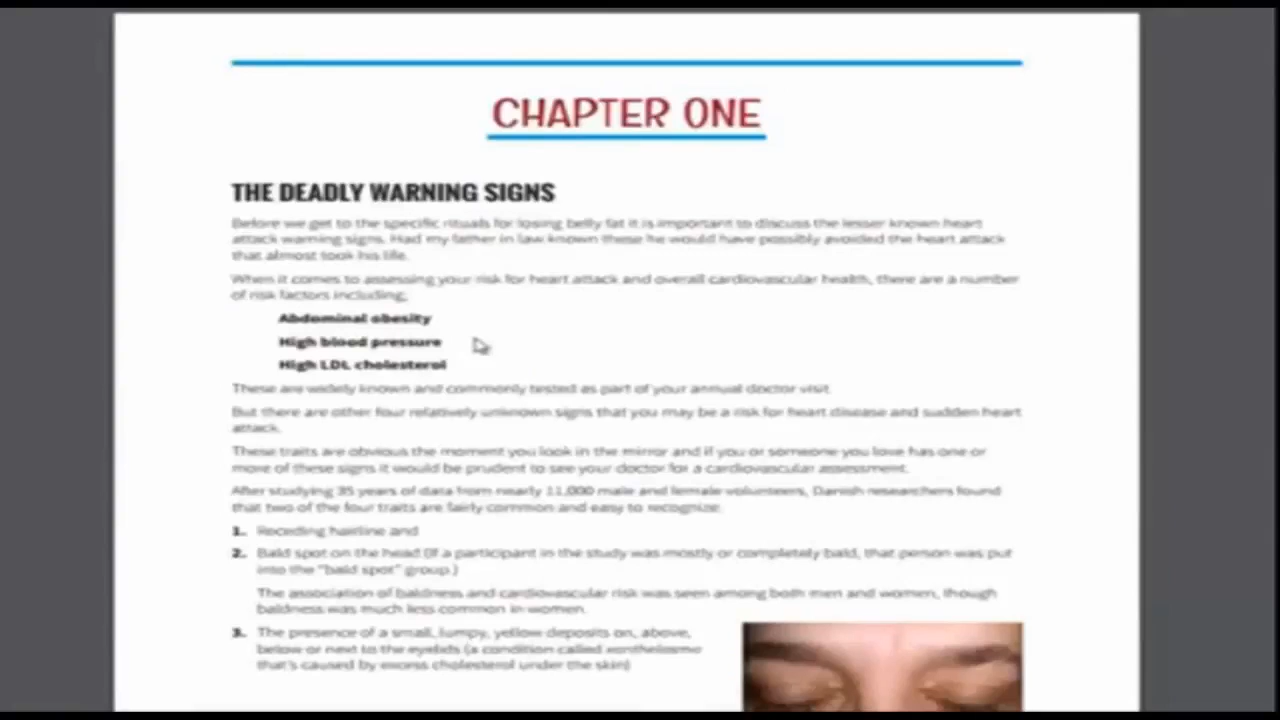 CHAPTER ONE
THE DEADLY WARNING SIGNS
Before we get to the specific rituals for losing belly fat it is important to discuss the lesser known heart
attack warning signs. Had my father in law known these he would have possibly avoided the heart attack
that almost took his life.
When it comes to assessing your risk for heart attack and overall cardiovascular health, there are a number
of risk factors including;
Abdominal obesity
High blood pressure
High LDL cholesterol
These are widely known and commonly tested as part of your annual doctor visit
But there are other four relatively unknown signs that you may be a risk for heart disease and sudden heart
attack.
These traits are obvious the moment you look in the mirror and if you or someone you love has one or
more of these signs it would be prudent to see your doctor for a cardiovascular assessment.
After studying 35 years of data from nearly 11,000 male and female volunteers, Danish researchers found
that two of the four traits are fairly common and easy to recognize:
1. Receding hairline and
2. Bald spot on the head (If a participant in the study was mostly or completely bald, that person was put
into the "bald spot" group.)
The association of baldness and cardiovascular risk was seen among both men and women, though
baldness was much less common in women.
3. The presence of a small, lumpy, yellow deposits on, above,
below or next to the eyelids (a condition called xanthelasma
that's caused by excess cholesterol under the skin)